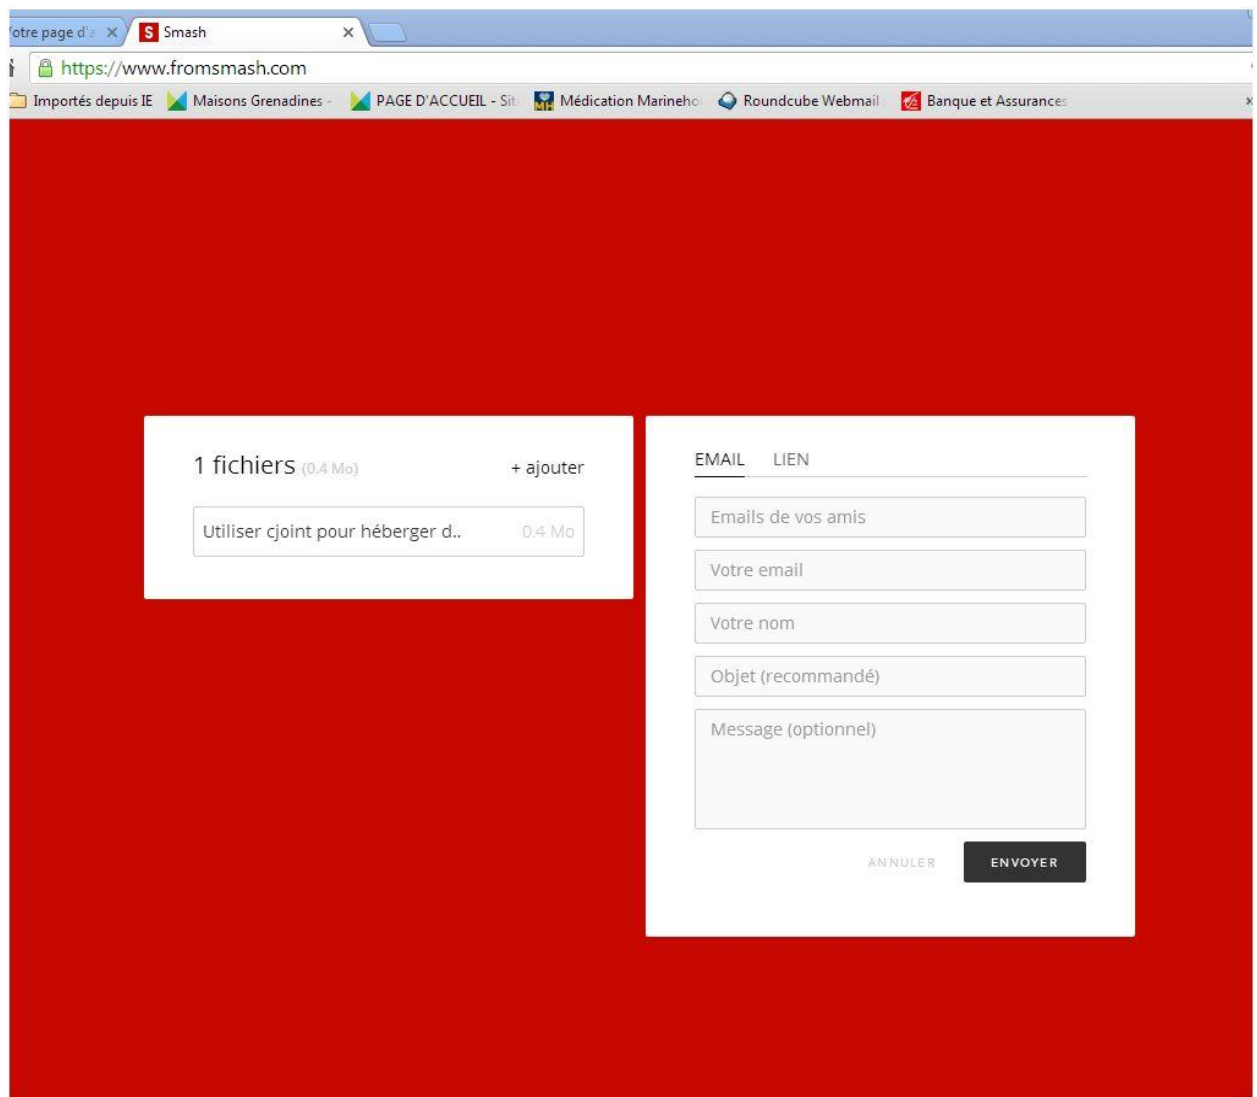 Votre page d'a
S Smash
https://www.fromsmash.com
Importés depuis IE Maisons Grenadines - PAGE D'ACCUEIL - Sit Médication Marineho Roundcube Webmail Banque et Assurances »
1 fichiers (0.4 Mo) + ajouter
Utiliser cjoint pour héberger d.. 0.4 Mo
EMAIL LIEN
Emails de vos amis
Votre email
Votre nom
Objet (recommandé)
Message (optionnel)
ANNULER ENVOYER